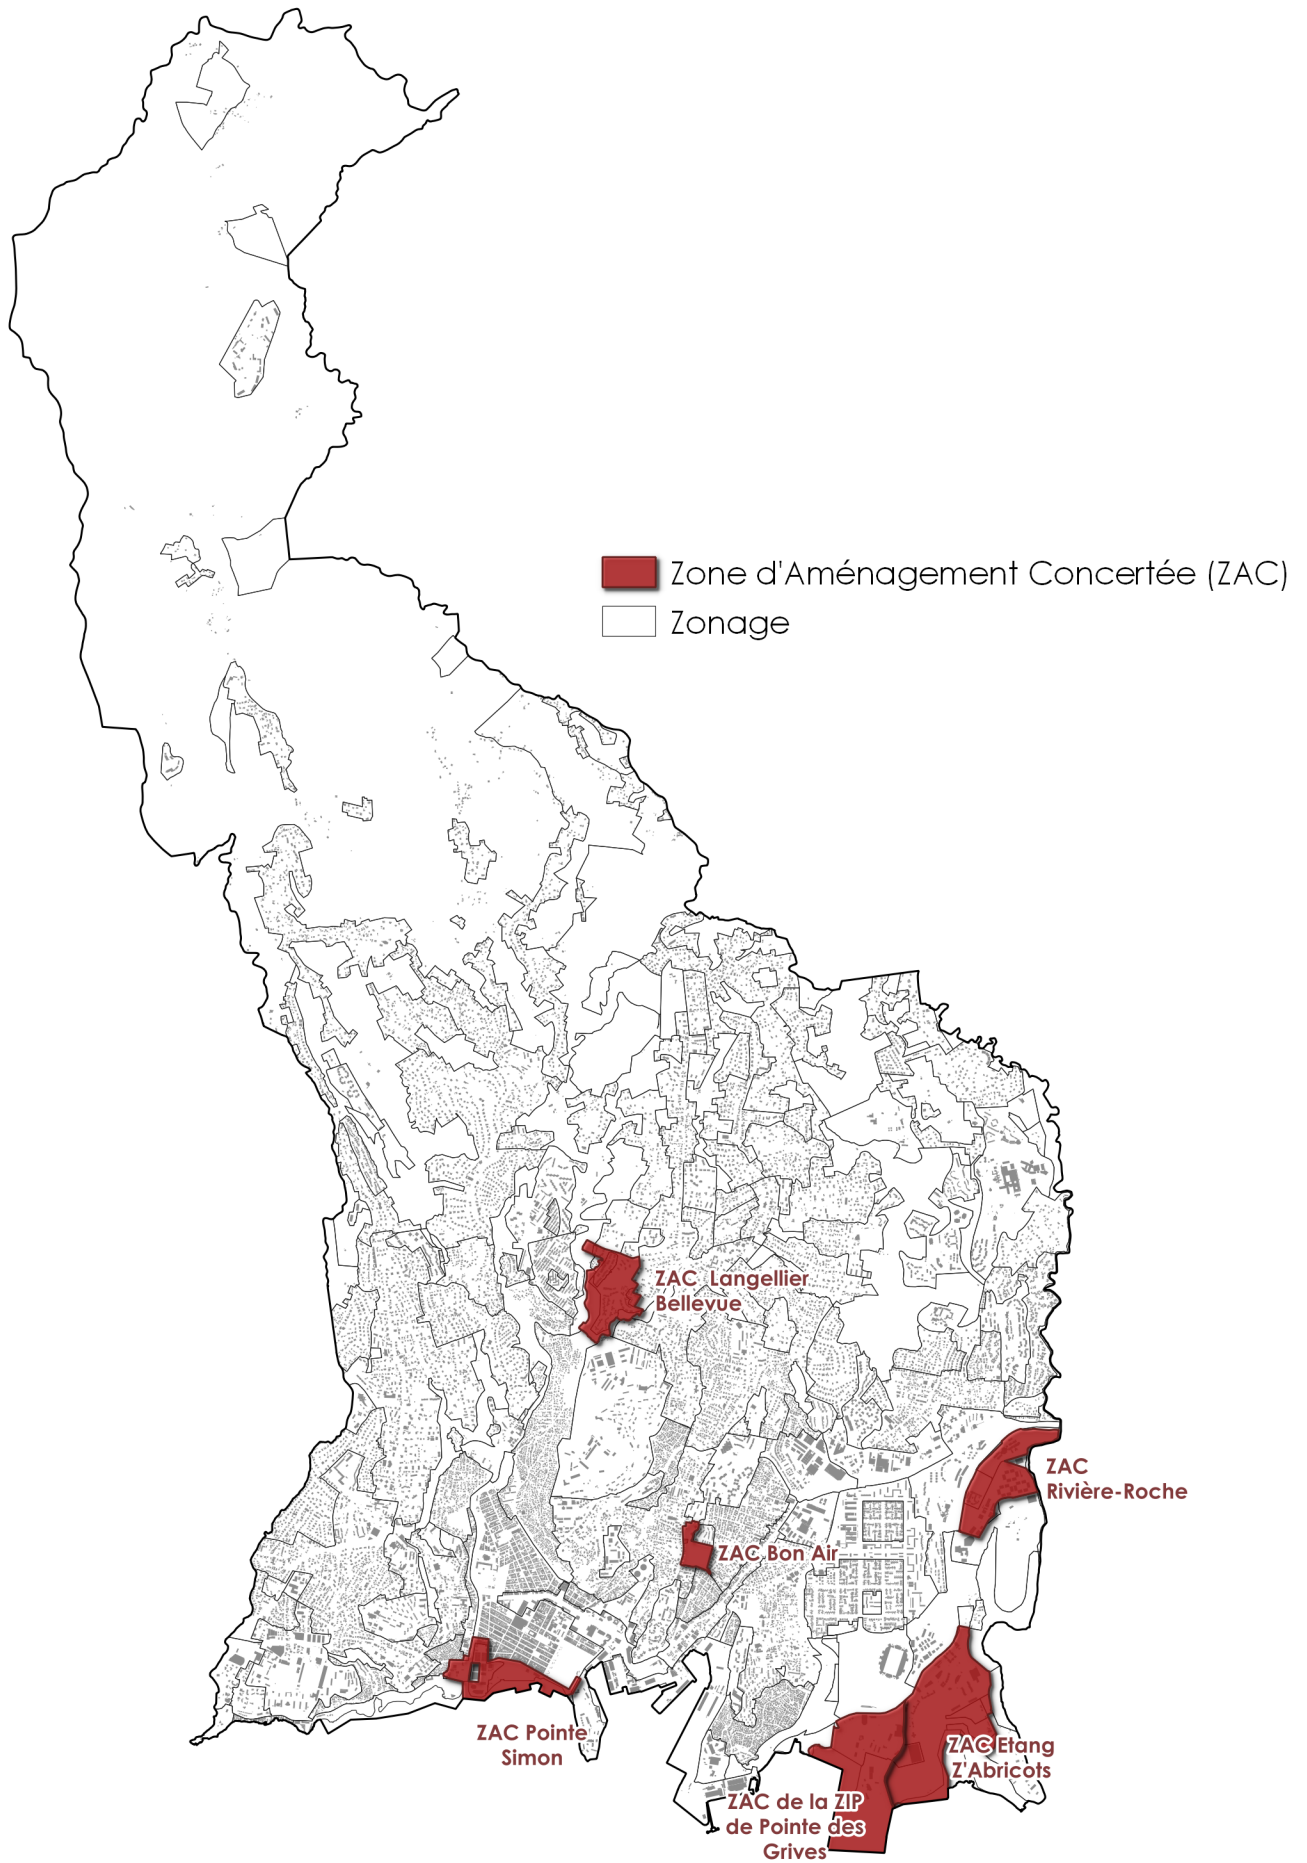 Zone d'Aménagement Concertée (ZAC)
Zonage
ZAC Langellier
Bellevue
ZAC
Rivière-Roche
ZAC Bon Air
ZAC Pointe
Simon
ZAC Etang
Z'Abricots
ZAC de la ZIP
de Pointe des
Grives